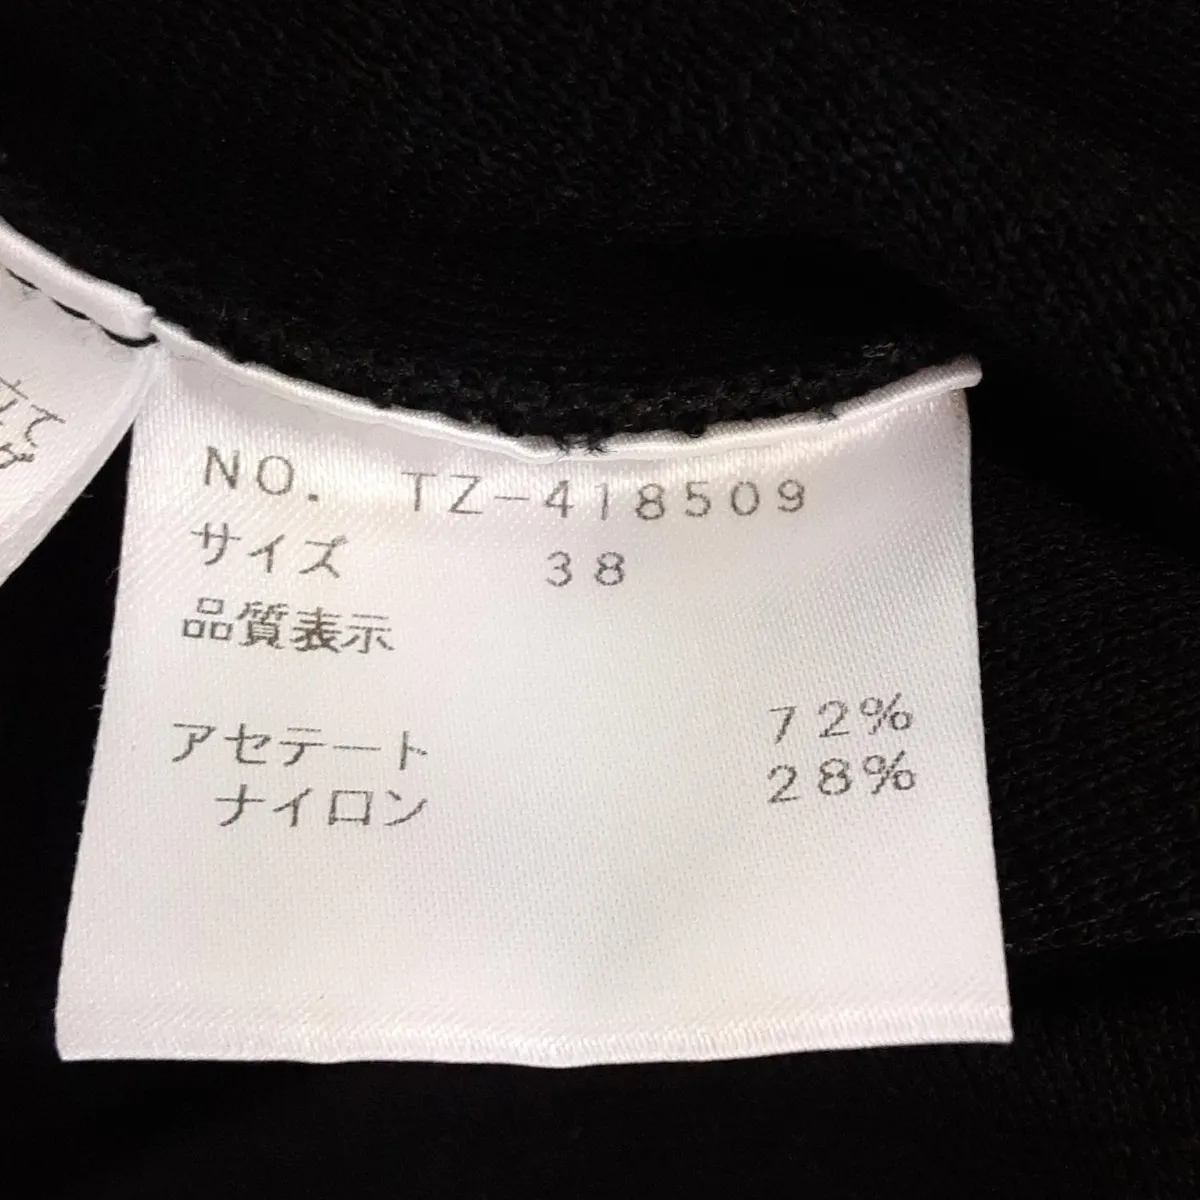 NO. TZ-418509
サイズ 38
品質表示
アセテート 72%
ナイロン 28%